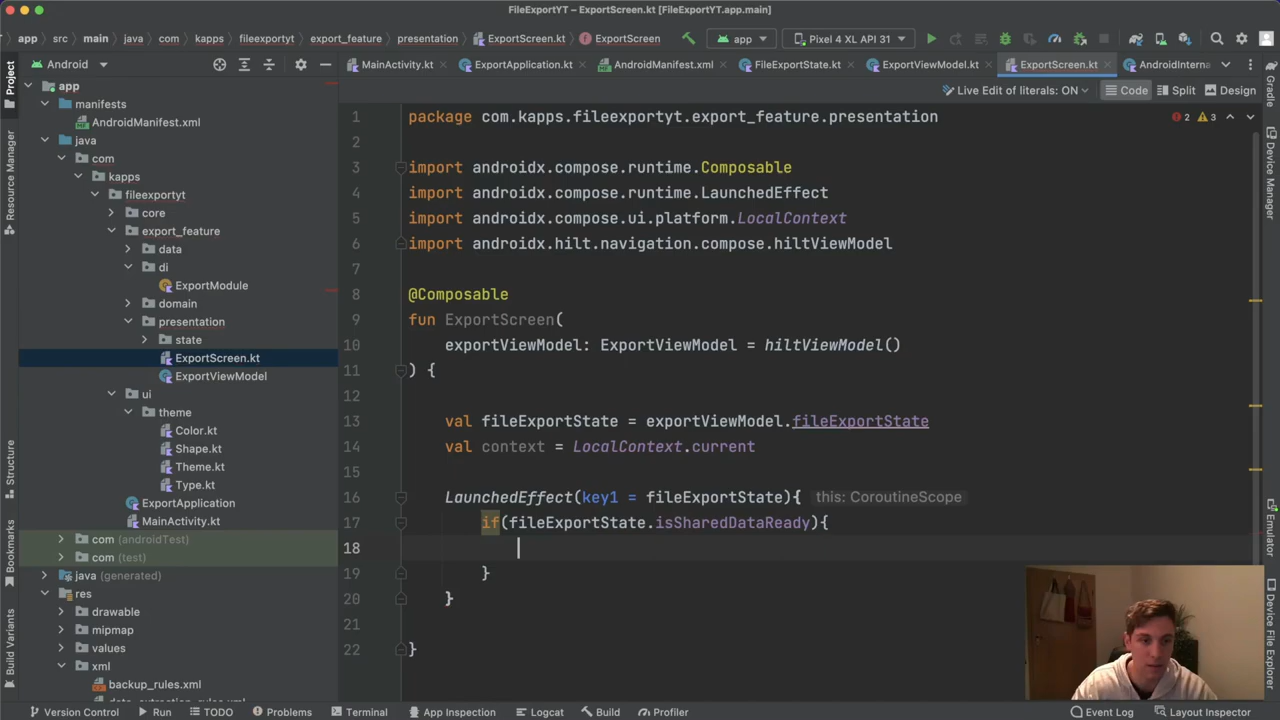 FileExportYT – ExportScreen.kt [FileExportYT.app.main]
app src main java com kapps fileexportyt export_feature presentation ExportScreen.kt ExportScreen app Pixel 4 XL API 31
Android MainActivity.kt ExportApplication.kt AndroidManifest.xml FileExportState.kt ExportViewModel.kt ExportScreen.kt AndroidInterna
Live Edit of literals: ON Code Split Design
Project
Resource Manager
Structure
Bookmarks
Build Variants
app
manifests
AndroidManifest.xml
java
com
kapps
fileexportyt
core
export_feature
data
di
ExportModule
domain
presentation
state
ExportScreen.kt
ExportViewModel
ui
theme
Color.kt
Shape.kt
Theme.kt
Type.kt
ExportApplication
MainActivity.kt
com (androidTest)
com (test)
java (generated)
res
drawable
mipmap
values
xml
backup_rules.xml
1 package com.kapps.fileexportyt.export_feature.presentation
2 3
2
3 import androidx.compose.runtime.Composable
4 import androidx.compose.runtime.LaunchedEffect
5 import androidx.compose.ui.platform.LocalContext
6 import androidx.hilt.navigation.compose.hiltViewModel
7
8 @Composable
9 fun ExportScreen(
10 exportViewModel: ExportViewModel = hiltViewModel()
11 ) {
12
13 val fileExportState = exportViewModel.fileExportState
14 val context = LocalContext.current
15
16 LaunchedEffect(key1 = fileExportState){ this: CoroutineScope
17 if(fileExportState.isSharedDataReady){
18
19 }
20 }
21
22 }
Gradle
Device Manager
Emulator
Device File Explorer
Version Control Run TODO Problems Terminal App Inspection Logcat Build Profiler Event Log Layout Inspector